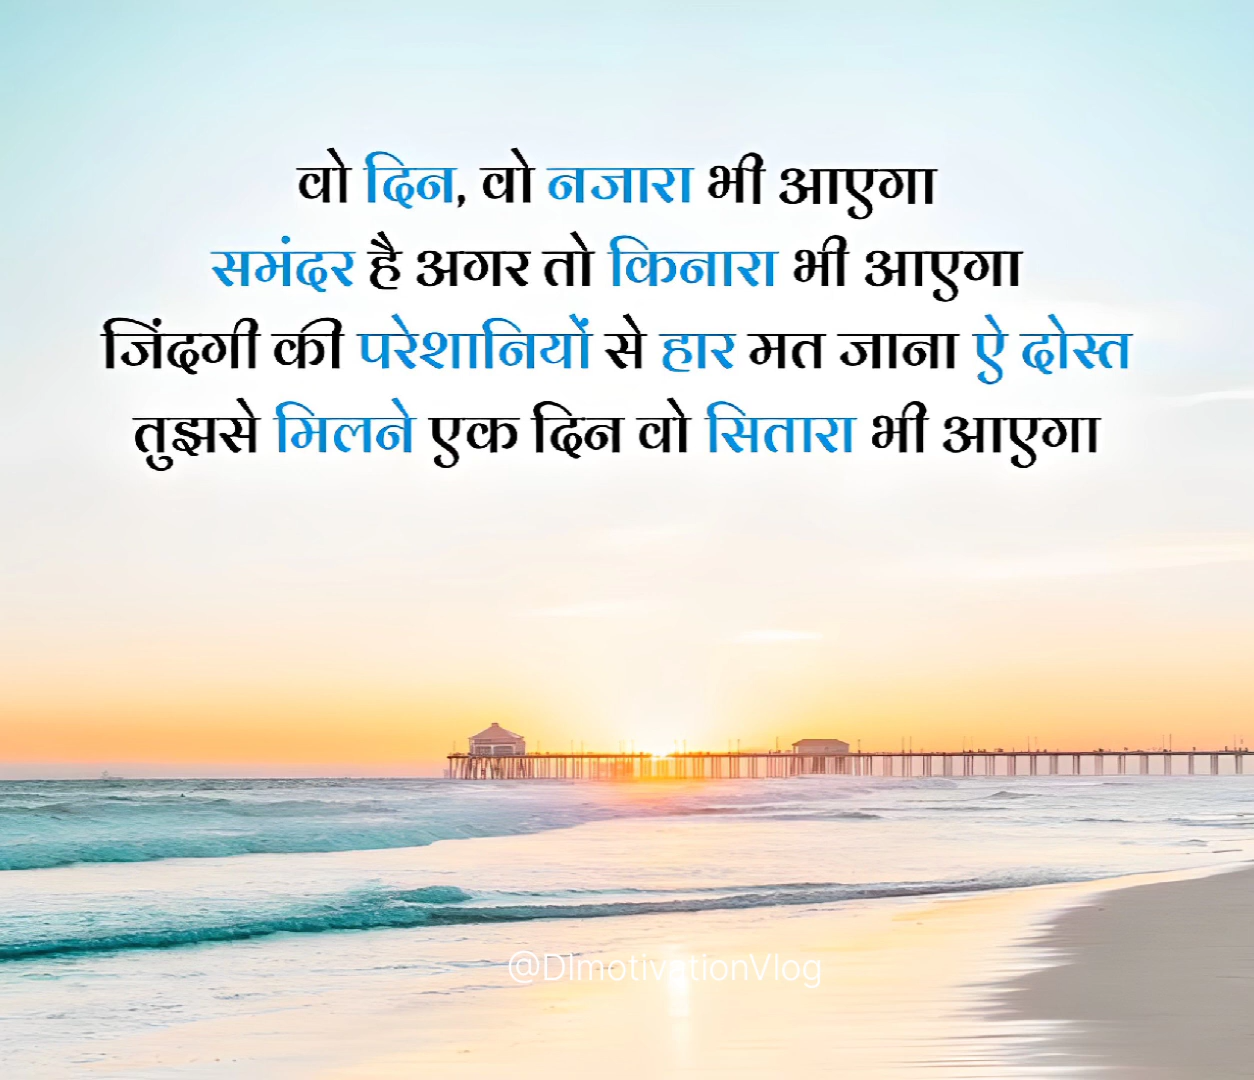 वो दिन, वो नजारा भी आएगा
समंदर है अगर तो किनारा भी आएगा
जिंदगी की परेशानियों से हार मत जाना ऐ दोस्त
तुझसे मिलने एक दिन वो सितारा भी आएगा
@DImotivationVlog